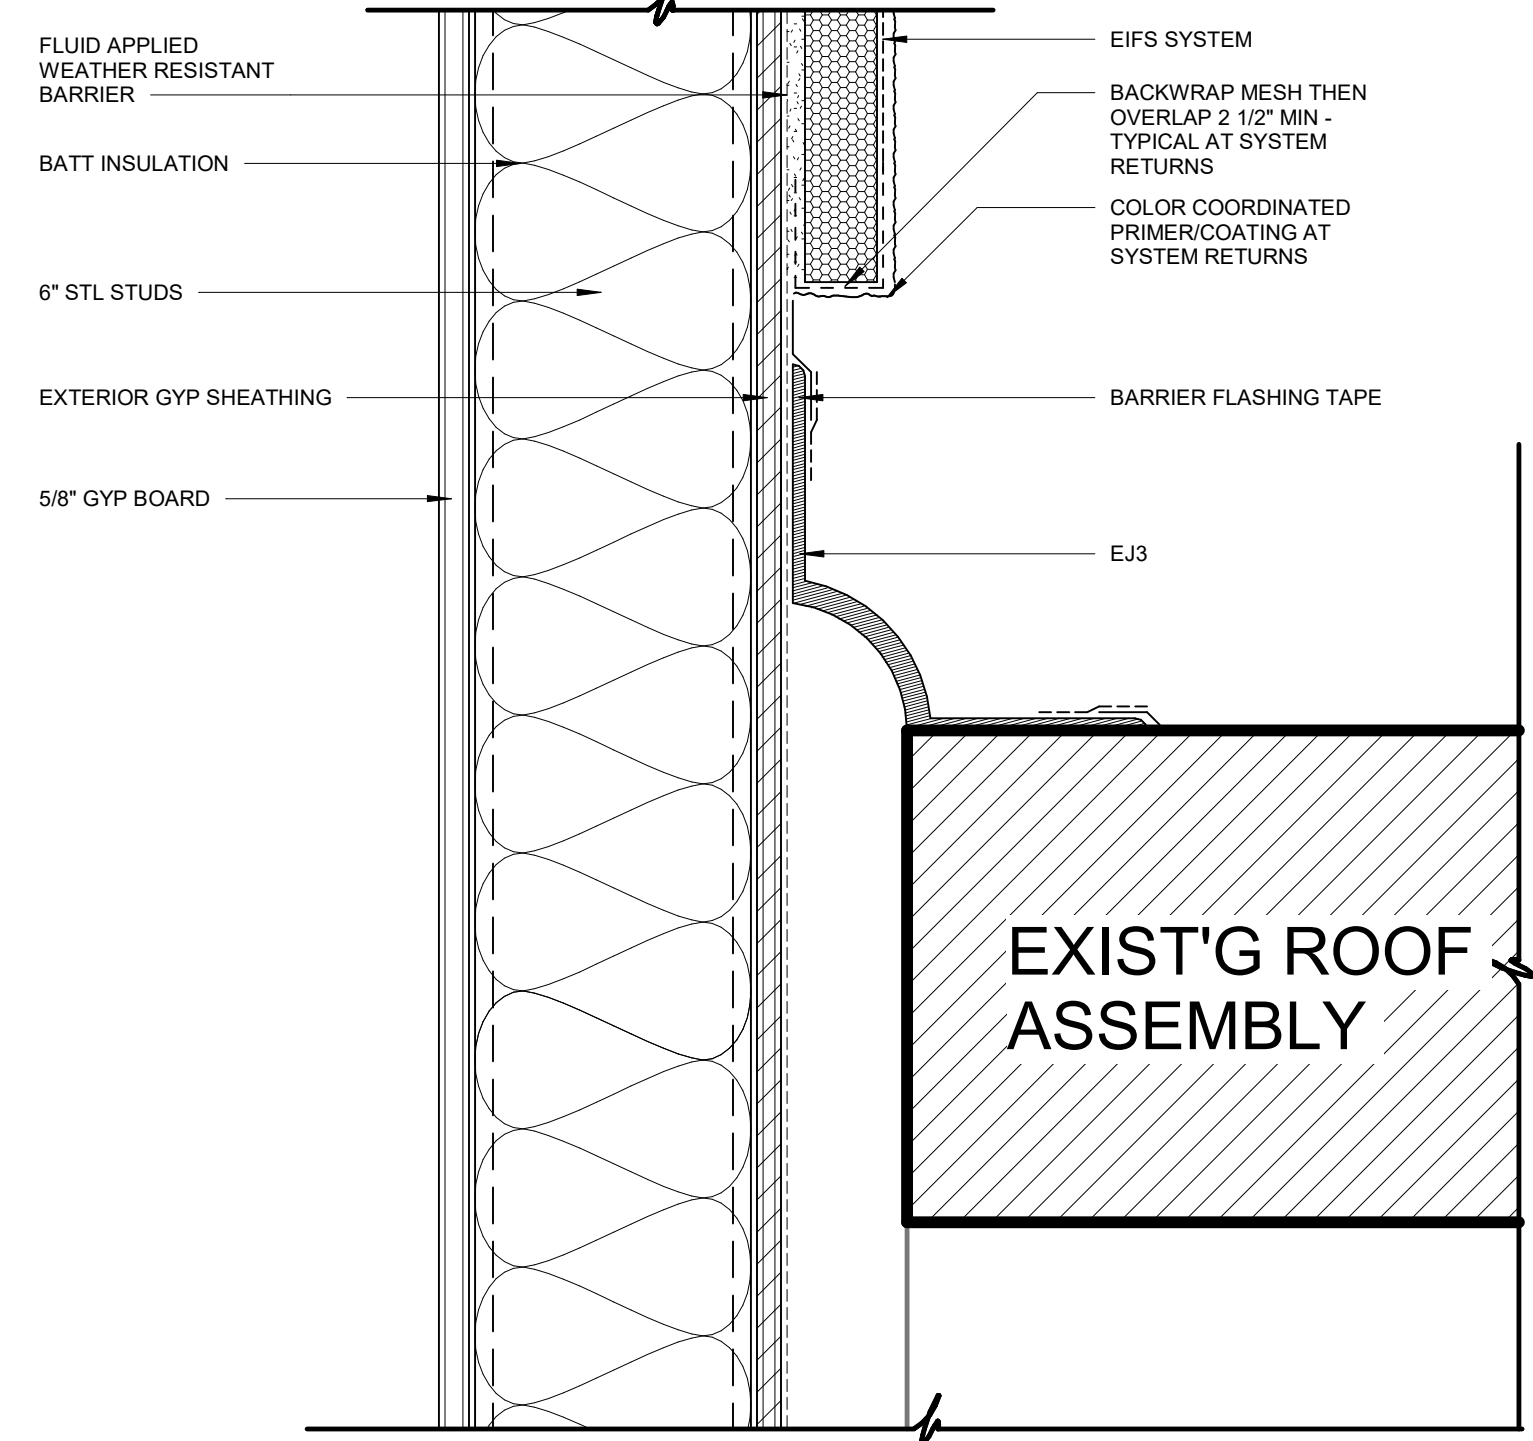 FLUID APPLIED
WEATHER RESISTANT
BARRIER
BATT INSULATION
6" STL STUDS
EXTERIOR GYP SHEATHING
5/8" GYP BOARD
EIFS SYSTEM
BACKWRAP MESH THEN
OVERLAP 2 1/2" MIN -
TYPICAL AT SYSTEM
RETURNS
COLOR COORDINATED
PRIMER/COATING AT
SYSTEM RETURNS
BARRIER FLASHING TAPE
EJ3
EXIST'G ROOF
ASSEMBLY